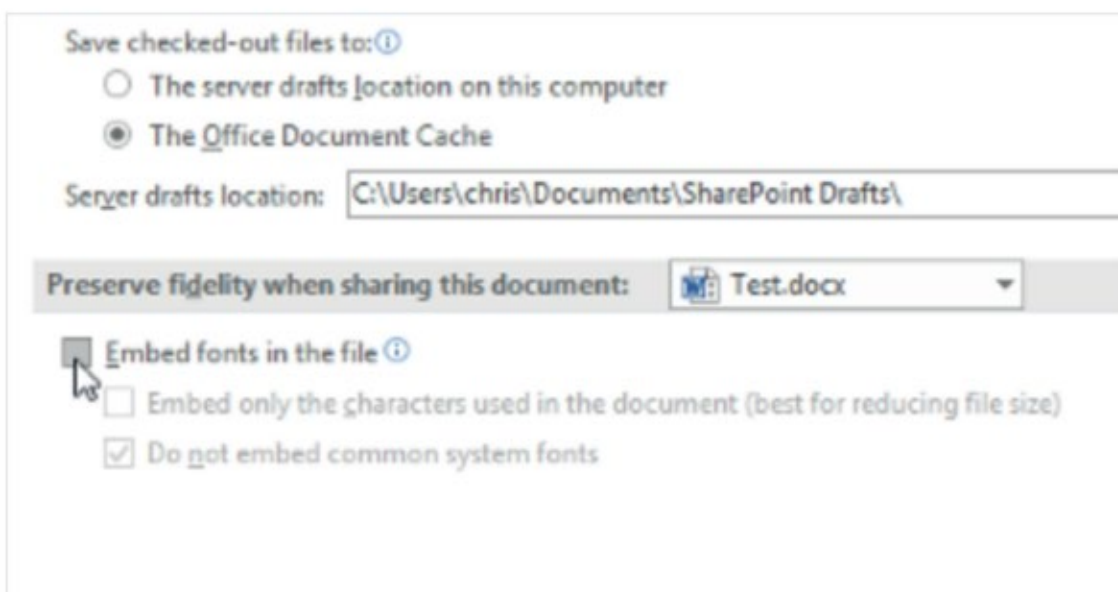 Save checked-out files to:
The server drafts location on this computer
The Office Document Cache
Server drafts location: C:\Users\chris\Documents\SharePoint Drafts\
Preserve fidelity when sharing this document: Test.docx
Embed fonts in the file
Embed only the characters used in the document (best for reducing file size)
Do not embed common system fonts